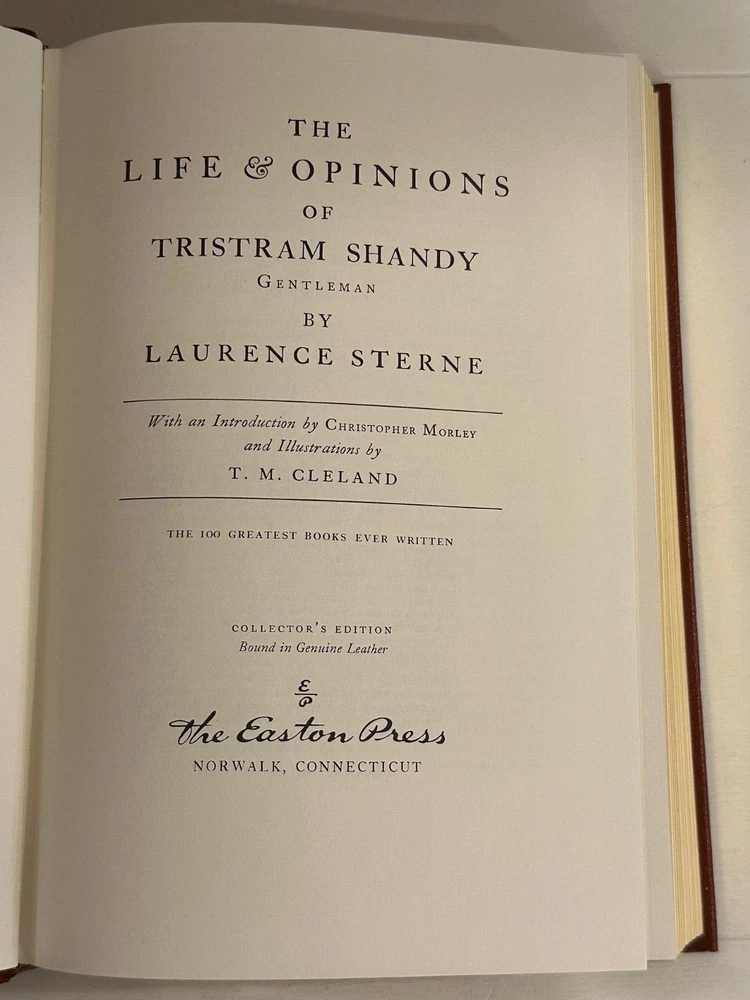 THE
LIFE & OPINIONS
OF
TRISTRAM SHANDY
GENTLEMAN
BY
LAURENCE STERNE
With an Introduction by CHRISTOPHER MORLEY
and Illustrations by
T. M. CLELAND
THE 100 GREATEST BOOKS EVER WRITTEN
COLLECTOR'S EDITION
Bound in Genuine Leather
E
P
The Easton Press
NORWALK, CONNECTICUT